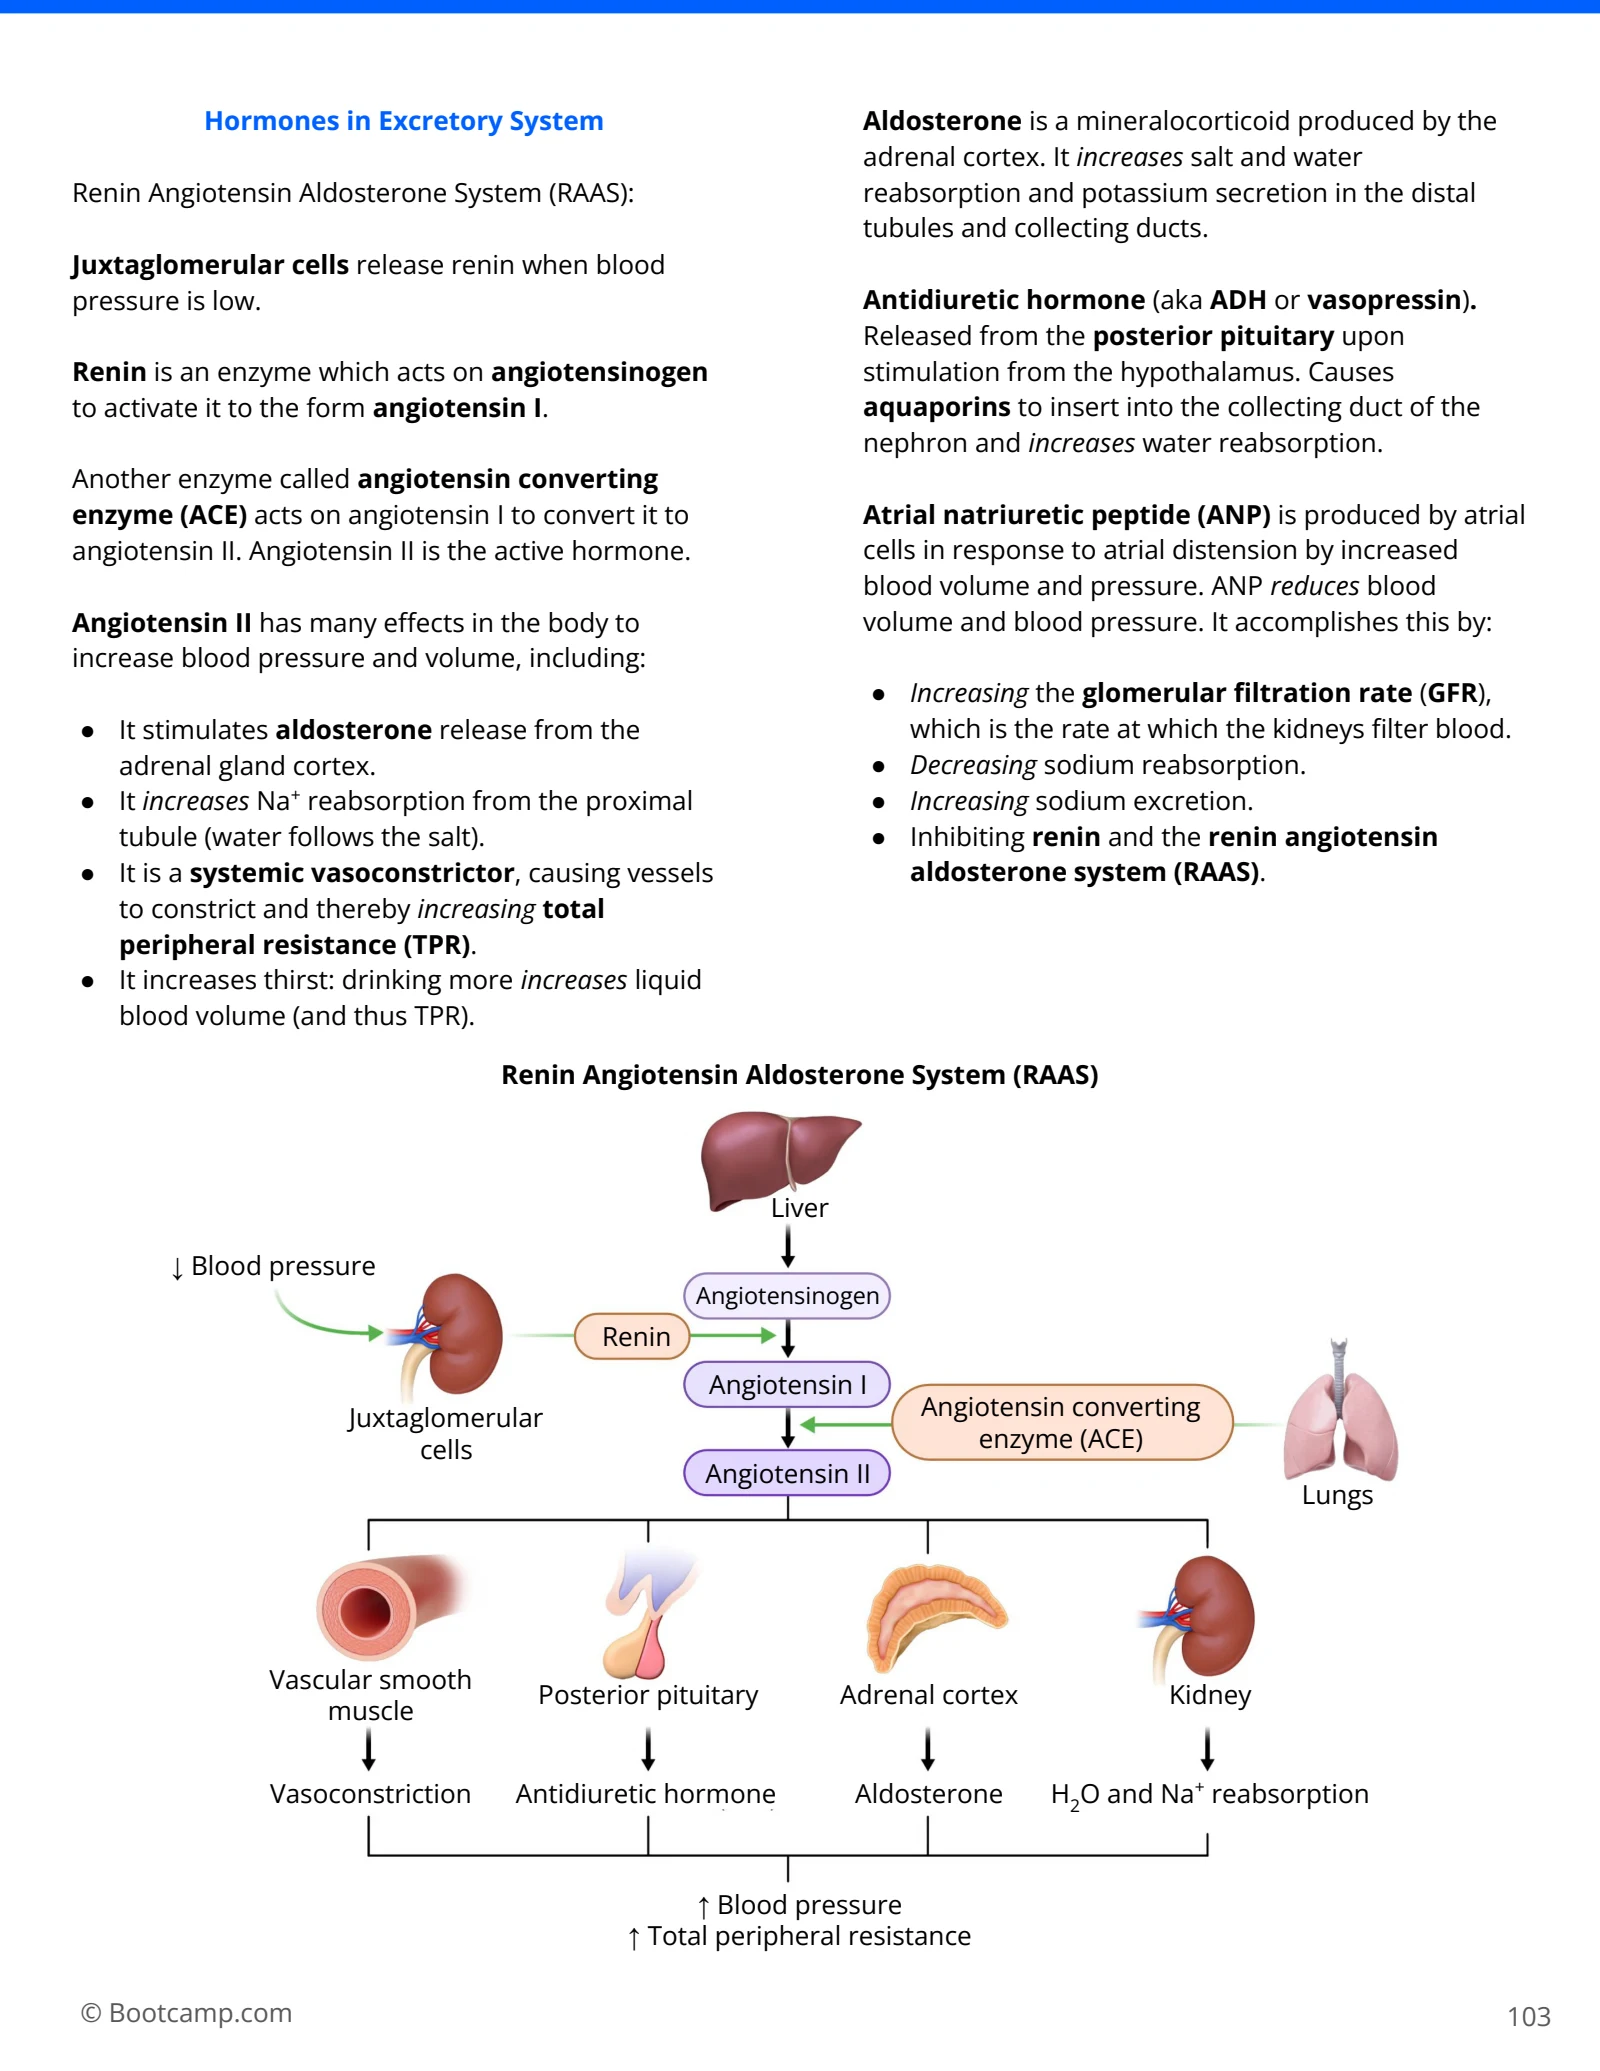 Hormones in Excretory System
Renin Angiotensin Aldosterone System (RAAS):
Juxtaglomerular cells release renin when blood
pressure is low.
Renin is an enzyme which acts on angiotensinogen
to activate it to the form angiotensin I.
Another enzyme called angiotensin converting
enzyme (ACE) acts on angiotensin I to convert it to
angiotensin II. Angiotensin II is the active hormone.
Angiotensin II has many effects in the body to
increase blood pressure and volume, including:
● It stimulates aldosterone release from the
adrenal gland cortex.
● It increases Na⁺ reabsorption from the proximal
tubule (water follows the salt).
● It is a systemic vasoconstrictor, causing vessels
to constrict and thereby increasing total
peripheral resistance (TPR).
● It increases thirst: drinking more increases liquid
blood volume (and thus TPR).
Aldosterone is a mineralocorticoid produced by the
adrenal cortex. It increases salt and water
reabsorption and potassium secretion in the distal
tubules and collecting ducts.
Antidiuretic hormone (aka ADH or vasopressin).
Released from the posterior pituitary upon
stimulation from the hypothalamus. Causes
aquaporins to insert into the collecting duct of the
nephron and increases water reabsorption.
Atrial natriuretic peptide (ANP) is produced by atrial
cells in response to atrial distension by increased
blood volume and pressure. ANP reduces blood
volume and blood pressure. It accomplishes this by:
● Increasing the glomerular filtration rate (GFR),
which is the rate at which the kidneys filter blood.
● Decreasing sodium reabsorption.
● Increasing sodium excretion.
● Inhibiting renin and the renin angiotensin
aldosterone system (RAAS).
Renin Angiotensin Aldosterone System (RAAS)
Liver
↓ Blood pressure
Angiotensinogen
Renin
Angiotensin I
Juxtaglomerular
cells
Angiotensin converting
enzyme (ACE)
Angiotensin II
Lungs
Vascular smooth
muscle
Posterior pituitary
Adrenal cortex
Kidney
Vasoconstriction
Antidiuretic hormone
Aldosterone
H₂O and Na⁺ reabsorption
↑ Blood pressure
↑ Total peripheral resistance
© Bootcamp.com
103